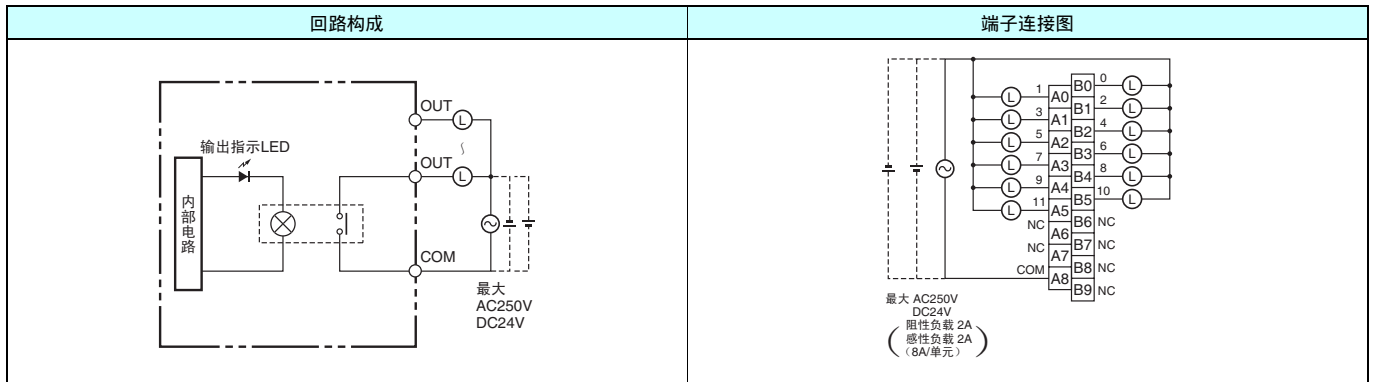 回路构成
端子连接图
OUT
L
输出指示LED
OUT
L
内部电路
COM
最大
AC250V
DC24V
B0 0 L
L 1 A0
B1 2 L
L 3 A1
B2 4 L
L 5 A2
B3 6 L
L 7 A3
B4 8 L
L 9 A4
B5 10 L
L 11 A5
B6 NC
NC A6
B7 NC
NC A7
B8 NC
COM A8
B9 NC
最大 AC250V
DC24V
阻性负载 2A
感性负载 2A
（8A/单元）